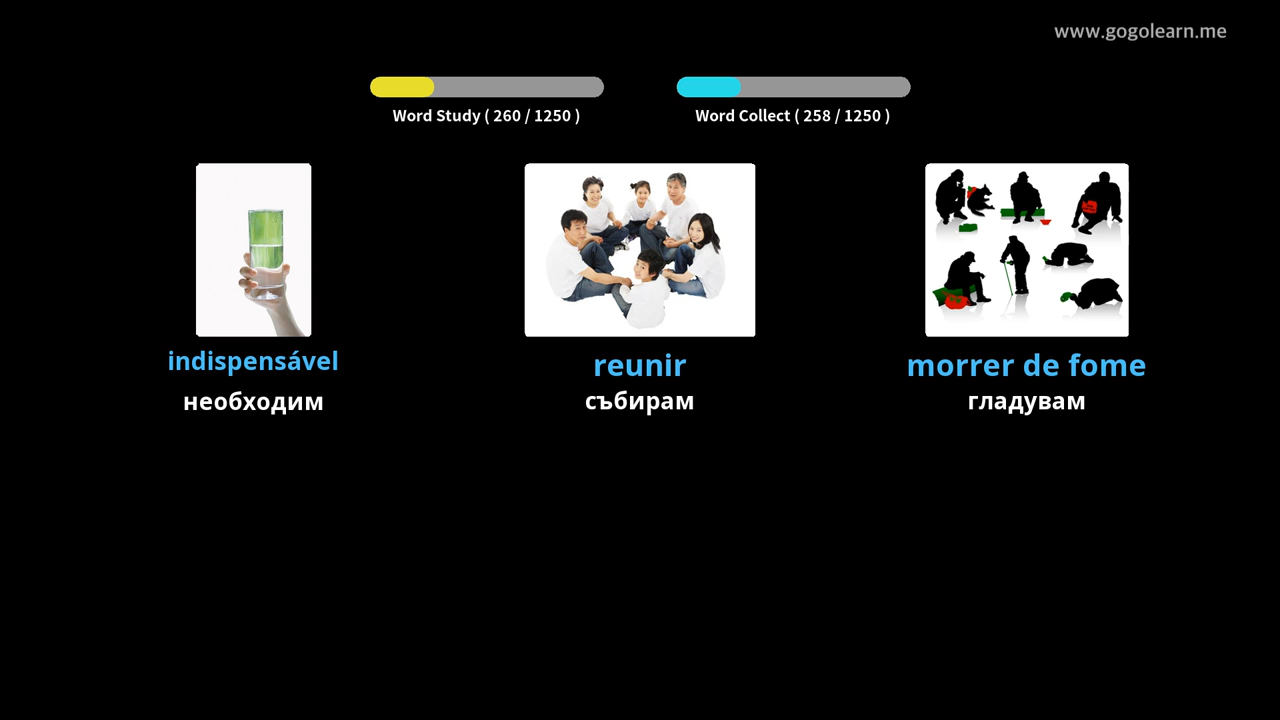 www.gogolearn.me
Word Study ( 260 / 1250 )
Word Collect ( 258 / 1250 )
indispensável
необходим
reunir
събирам
morrer de fome
гладувам